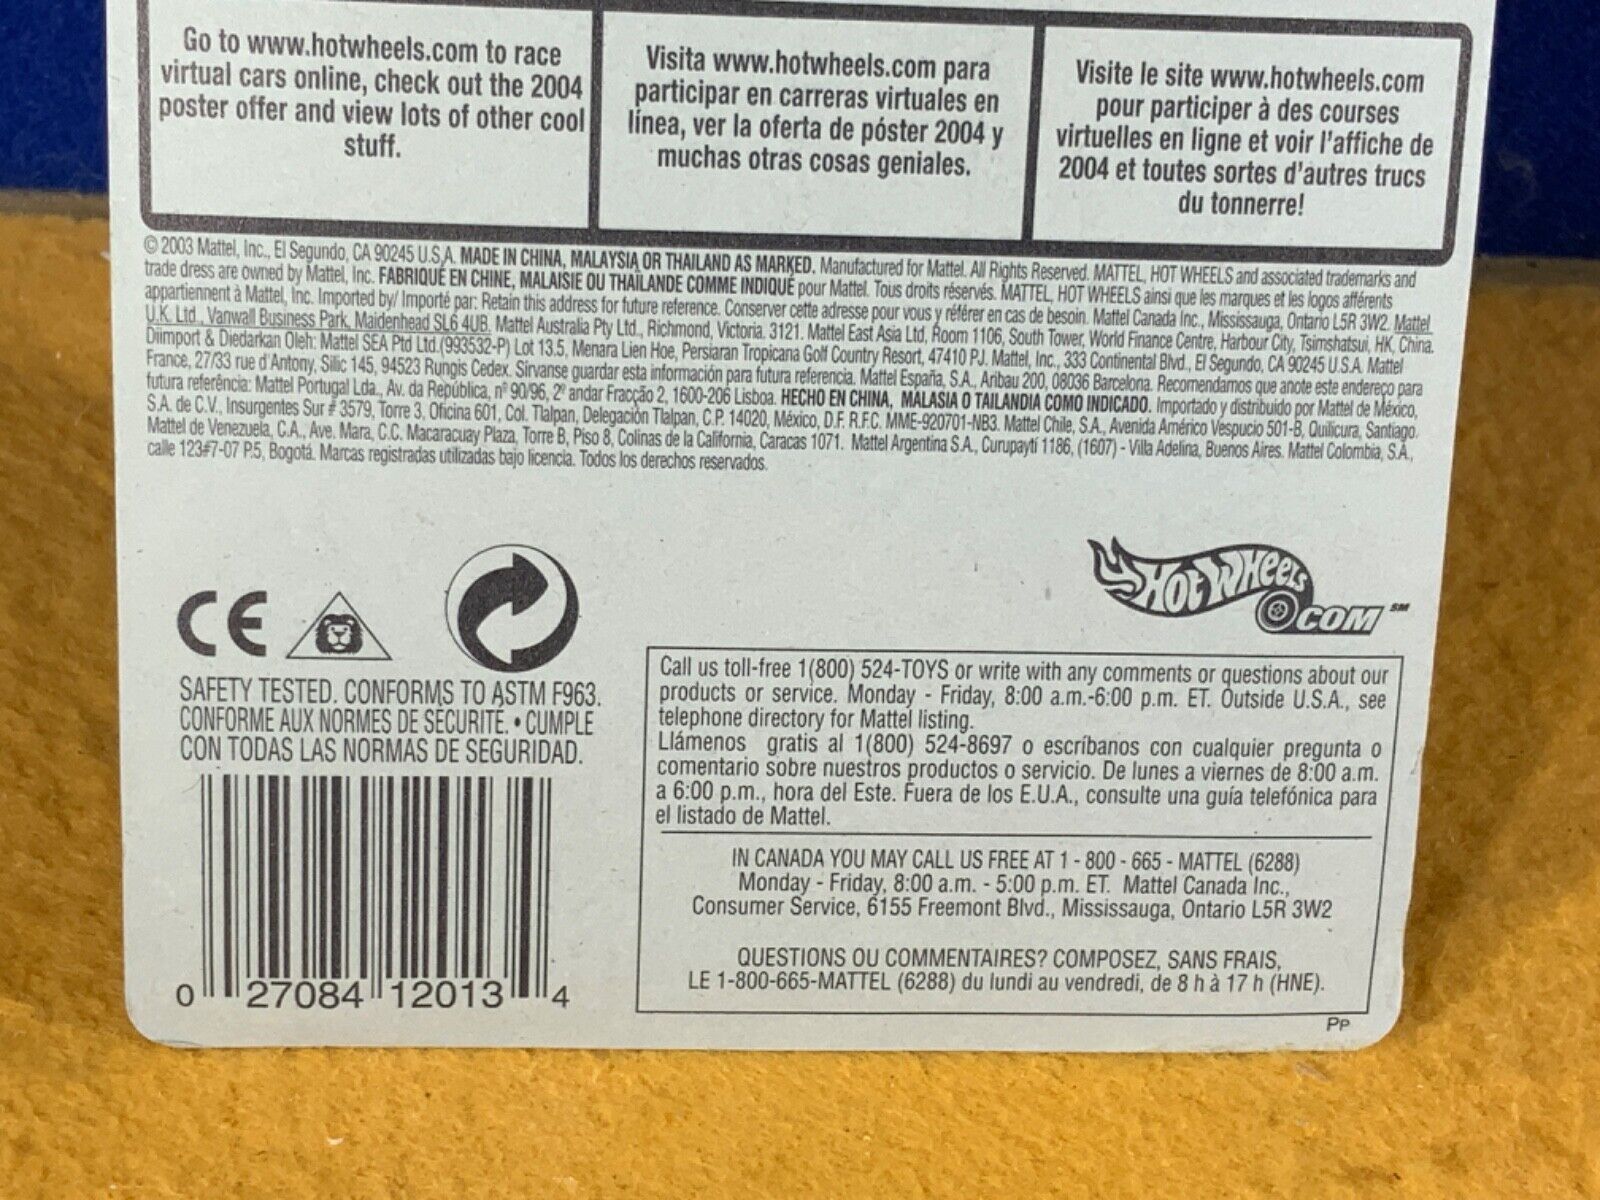 Go to www.hotwheels.com to race
virtual cars online, check out the 2004
poster offer and view lots of other cool
stuff.
Visita www.hotwheels.com para
participar en carreras virtuales en
línea, ver la oferta de póster 2004 y
muchas otras cosas geniales.
Visite le site www.hotwheels.com
pour participer à des courses
virtuelles en ligne et voir l'affiche de
2004 et toutes sortes d'autres trucs
du tonnerre!
© 2003 Mattel, Inc., El Segundo, CA 90245 U.S.A. MADE IN CHINA, MALAYSIA OR THAILAND AS MARKED. Manufactured for Mattel. All Rights Reserved. MATTEL, HOT WHEELS and associated trademarks and
trade dress are owned by Mattel, Inc. FABRIQUÉ EN CHINE, MALAISIE OU THAÏLANDE COMME INDIQUÉ pour Mattel. Tous droits réservés. MATTEL, HOT WHEELS ainsi que les marques et les logos afférents
appartiennent à Mattel, Inc. Imported by/ Importé par: Retain this address for future reference. Conserver cette adresse pour vous y référer en cas de besoin. Mattel Canada Inc., Mississauga, Ontario L5R 3W2. Mattel
U.K. Ltd., Vanwall Business Park, Maidenhead SL6 4UB. Mattel Australia Pty Ltd., Richmond, Victoria. 3121. Mattel East Asia Ltd, Room 1106, South Tower, World Finance Centre, Harbour City, Tsimshatsui, HK, China.
Diimport & Diedarkan Oleh: Mattel SEA Ptd Ltd.(993532-P) Lot 13.5, Menara Lien Hoe, Persiaran Tropicana Golf Country Resort, 47410 PJ. Mattel, Inc., 333 Continental Blvd., El Segundo, CA 90245 U.S.A. Mattel
France, 27/33 rue d'Antony, Silic 145, 94523 Rungis Cedex. Sírvanse guardar esta información para futura referencia. Mattel España, S.A., Aribau 200, 08036 Barcelona. Recomendamos que anote este endereço para
futura referência: Mattel Portugal Lda., Av. da República, nº 90/96, 2º andar Fracção 2, 1600-206 Lisboa. HECHO EN CHINA, MALASIA O TAILANDIA COMO INDICADO. Importado y distribuido por Mattel de México,
S.A. de C.V., Insurgentes Sur # 3579, Torre 3, Oficina 601, Col. Tlalpan, Delegación Tlalpan, C.P. 14020, México, D.F. R.F.C. MME-920701-NB3. Mattel Chile, S.A., Avenida Américo Vespucio 501-B, Quilicura, Santiago.
Mattel de Venezuela, C.A., Ave. Mara, C.C. Macaracuay Plaza, Torre B, Piso 8, Colinas de la California, Caracas 1071. Mattel Argentina S.A., Curupaytí 1186, (1607) - Villa Adelina, Buenos Aires. Mattel Colombia, S.A.,
calle 123#7-07 P.5, Bogotá. Marcas registradas utilizadas bajo licencia. Todos los derechos reservados.
HOT WHEELS
.COM SM
CE
SAFETY TESTED. CONFORMS TO ASTM F963.
CONFORME AUX NORMES DE SÉCURITÉ. • CUMPLE
CON TODAS LAS NORMAS DE SEGURIDAD.
0 27084 12013 4
Call us toll-free 1(800) 524-TOYS or write with any comments or questions about our
products or service. Monday - Friday, 8:00 a.m.-6:00 p.m. ET. Outside U.S.A., see
telephone directory for Mattel listing.
Llámenos gratis al 1(800) 524-8697 o escríbanos con cualquier pregunta o
comentario sobre nuestros productos o servicio. De lunes a viernes de 8:00 a.m.
a 6:00 p.m., hora del Este. Fuera de los E.U.A., consulte una guía telefónica para
el listado de Mattel.
IN CANADA YOU MAY CALL US FREE AT 1 - 800 - 665 - MATTEL (6288)
Monday - Friday, 8:00 a.m. - 5:00 p.m. ET. Mattel Canada Inc.,
Consumer Service, 6155 Freemont Blvd., Mississauga, Ontario L5R 3W2
QUESTIONS OU COMMENTAIRES? COMPOSEZ, SANS FRAIS,
LE 1-800-665-MATTEL (6288) du lundi au vendredi, de 8 h à 17 h (HNE).
PP